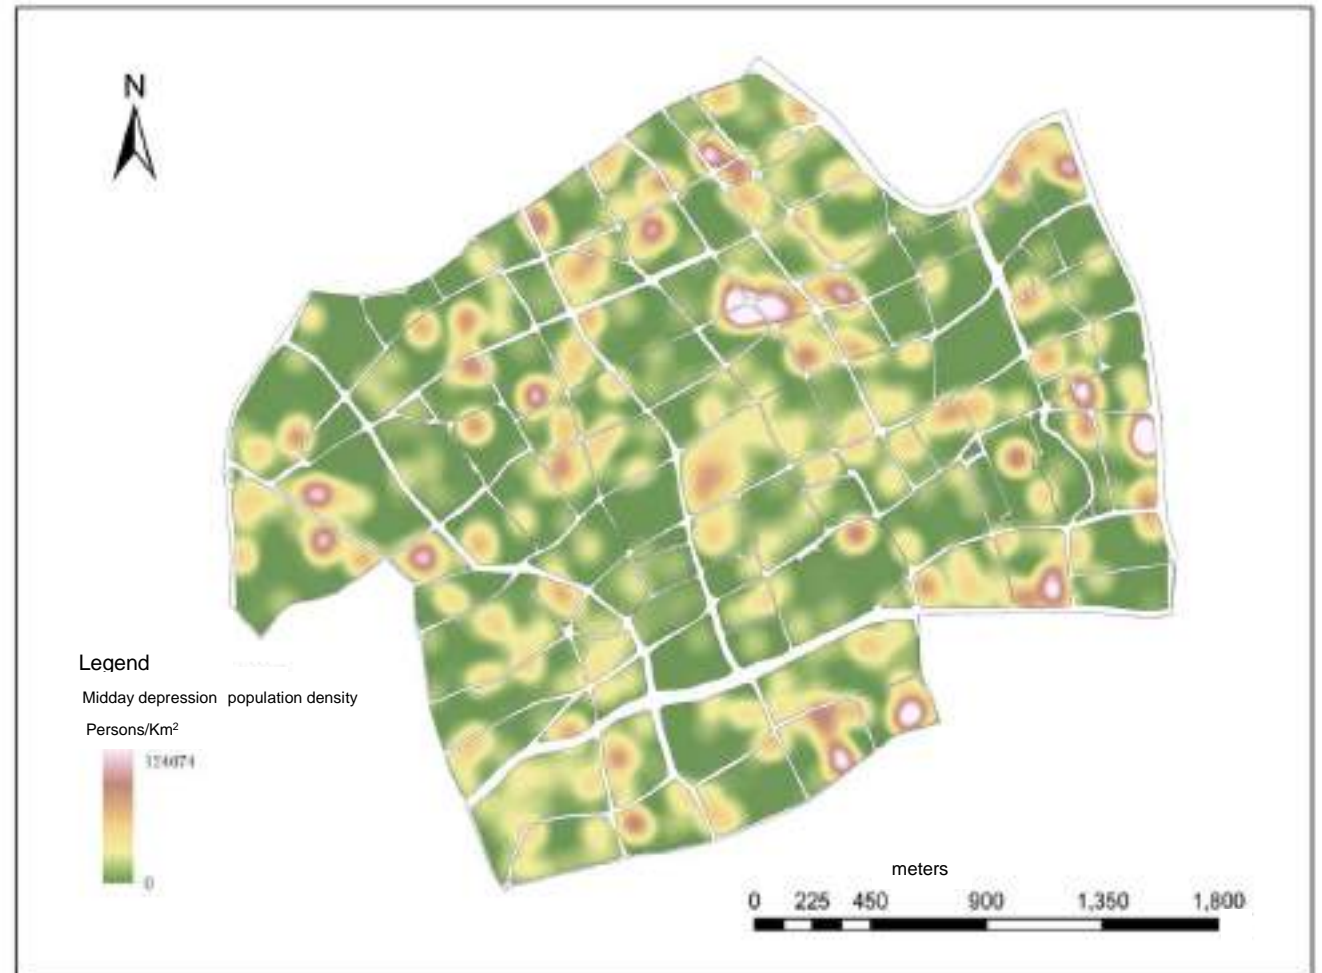 N
Legend
Midday depression population density
Persons/Km²
0
meters
0 225 450 900 1,350 1,800